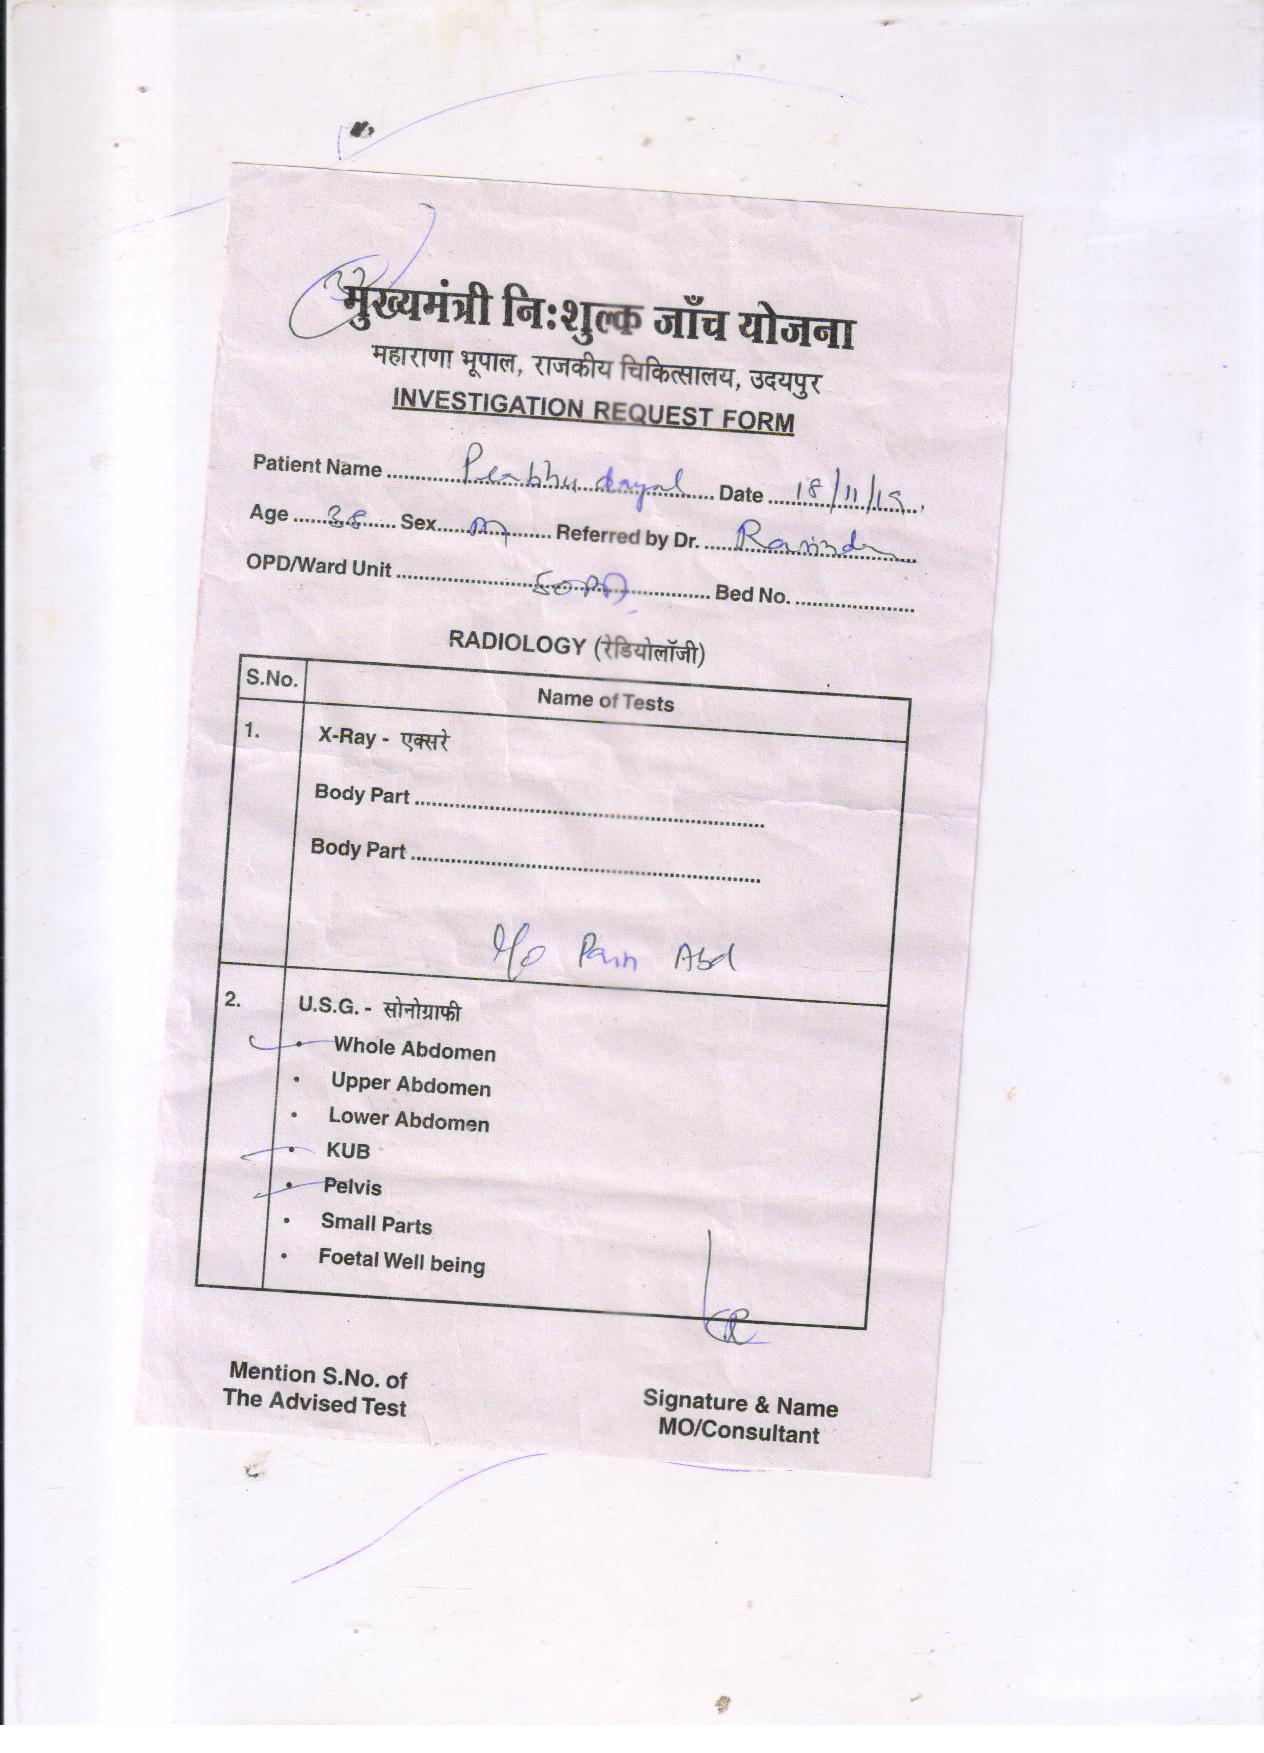 मुख्यमंत्री निःशुल्क जाँच योजना
महाराणा भूपाल, राजकीय चिकित्सालय, उदयपुर
INVESTIGATION REQUEST FORM
Patient Name ........ Prabhu dayal ........ Date ........ 18/11/19 ........
Age ........ 38 ........ Sex ........ M ........ Referred by Dr. ........
OPD/Ward Unit ........ Bed No. ........
RADIOLOGY (रेडियोलॉजी)
S.No. Name of Tests
1. X-Ray - एक्सरे
Body Part ........
Body Part ........
H/o Pain Abd
2. U.S.G. - सोनोग्राफी
• Whole Abdomen
• Upper Abdomen
• Lower Abdomen
• KUB
• Pelvis
• Small Parts
• Foetal Well being
Mention S.No. of
The Advised Test
Signature & Name
MO/Consultant